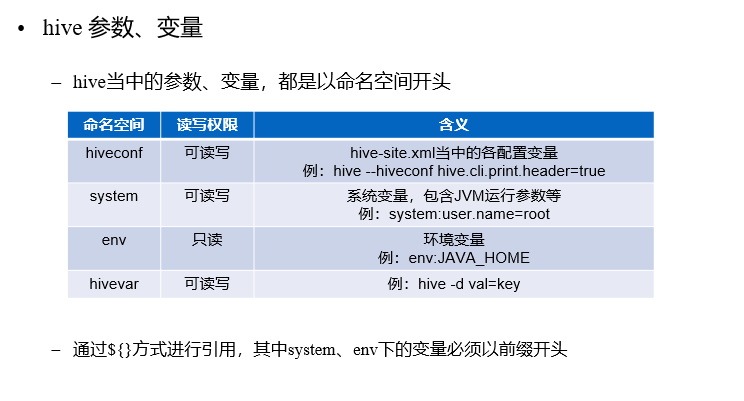 • hive 参数、变量
– hive当中的参数、变量，都是以命名空间开头
命名空间 读写权限 含义
hiveconf 可读写 hive-site.xml当中的各配置变量
例：hive --hiveconf hive.cli.print.header=true
system 可读写 系统变量，包含JVM运行参数等
例：system:user.name=root
env 只读 环境变量
例：env:JAVA_HOME
hivevar 可读写 例：hive -d val=key
– 通过${}方式进行引用，其中system、env下的变量必须以前缀开头